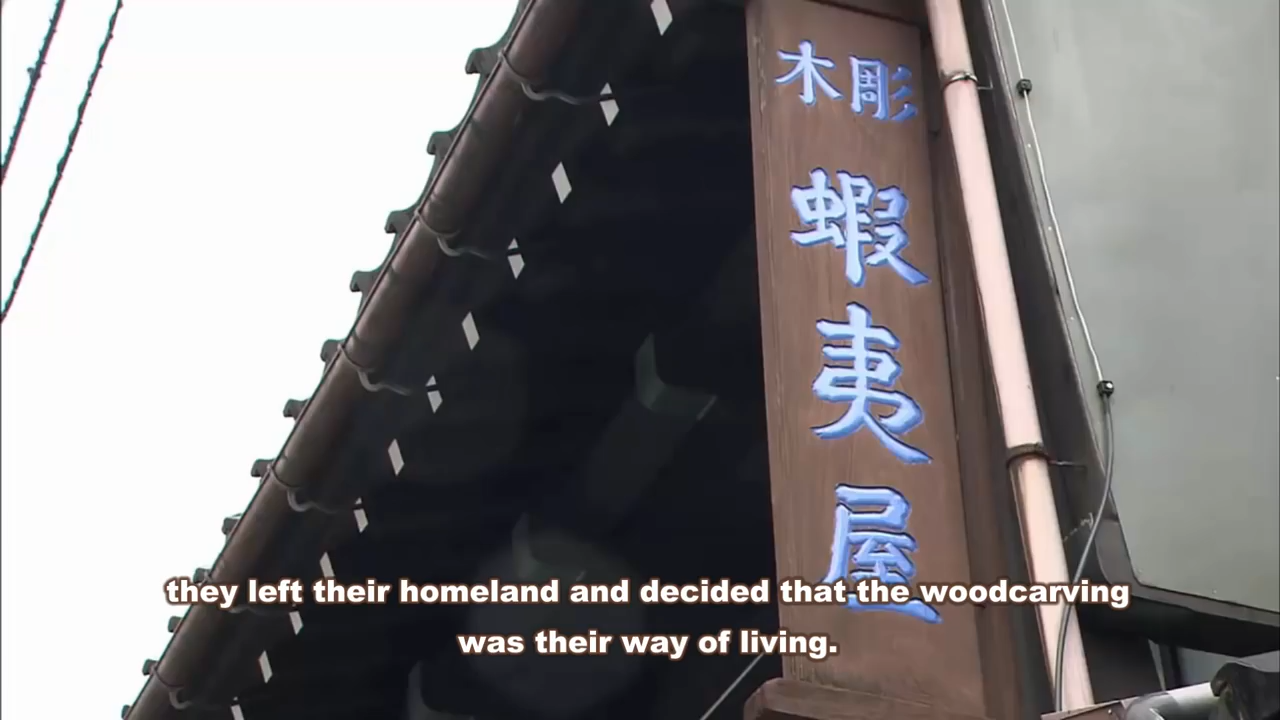 木彫
蝦夷屋
they left their homeland and decided that the woodcarving
was their way of living.